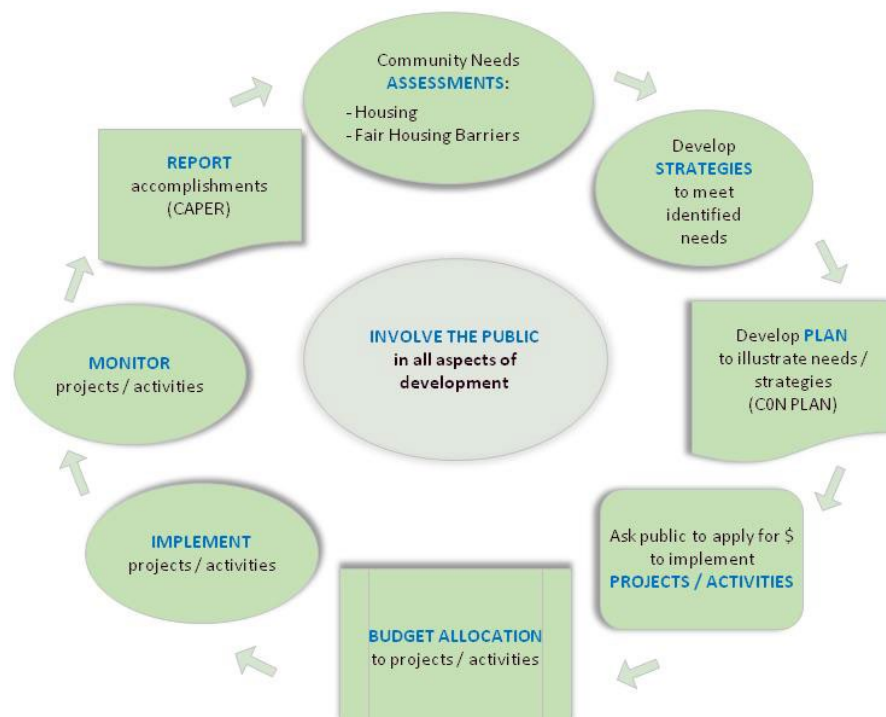 Community Needs
ASSESSMENTS:
- Housing
- Fair Housing Barriers
Develop
STRATEGIES
to meet
identified
needs
Develop PLAN
to illustrate needs /
strategies
(C0N PLAN)
Ask public to apply for $
to implement
PROJECTS / ACTIVITIES
BUDGET ALLOCATION
to projects / activities
IMPLEMENT
projects / activities
MONITOR
projects / activities
REPORT
accomplishments
(CAPER)
INVOLVE THE PUBLIC
in all aspects of
development